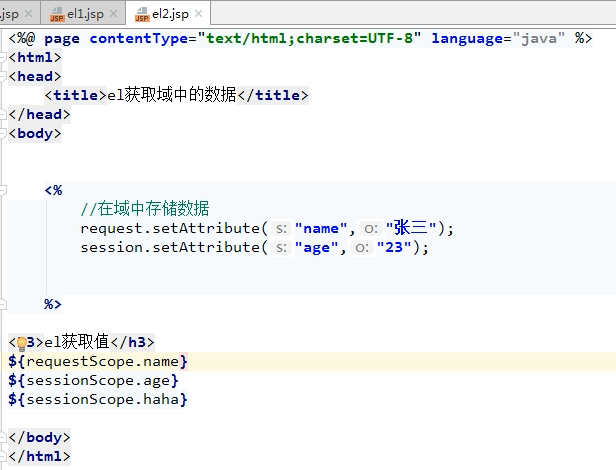 .jsp × el1.jsp × el2.jsp ×
<%@ page contentType="text/html;charset=UTF-8" language="java" %>
<html>
<head>
    <title>el获取域中的数据</title>
</head>
<body>
    <%
        //在域中存储数据
        request.setAttribute( s: "name", o: "张三");
        session.setAttribute( s: "age", o: "23");
    %>
<3>el获取值</h3>
${requestScope.name}
${sessionScope.age}
${sessionScope.haha}
</body>
</html>